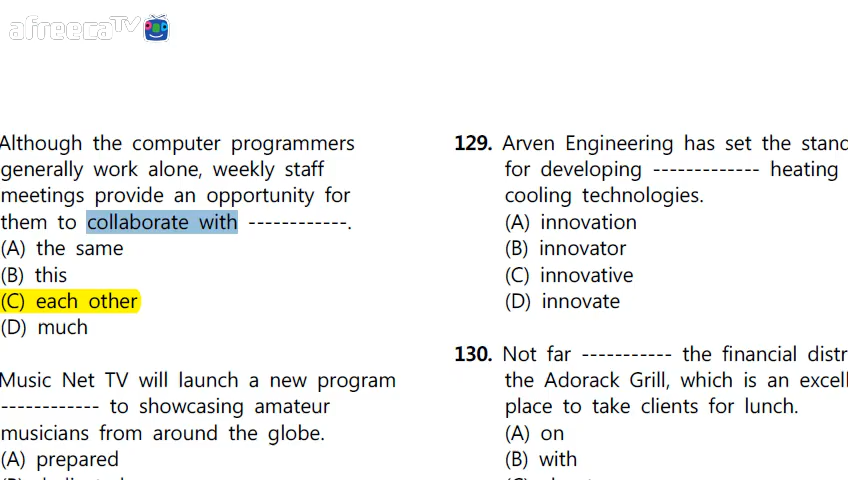 afreecaTV
Although the computer programmers
generally work alone, weekly staff
meetings provide an opportunity for
them to collaborate with ------------.
(A) the same
(B) this
(C) each other
(D) much
Music Net TV will launch a new program
------------ to showcasing amateur
musicians from around the globe.
(A) prepared
129. Arven Engineering has set the stand
for developing ------------- heating
cooling technologies.
(A) innovation
(B) innovator
(C) innovative
(D) innovate
130. Not far ----------- the financial distr
the Adorack Grill, which is an excell
place to take clients for lunch.
(A) on
(B) with